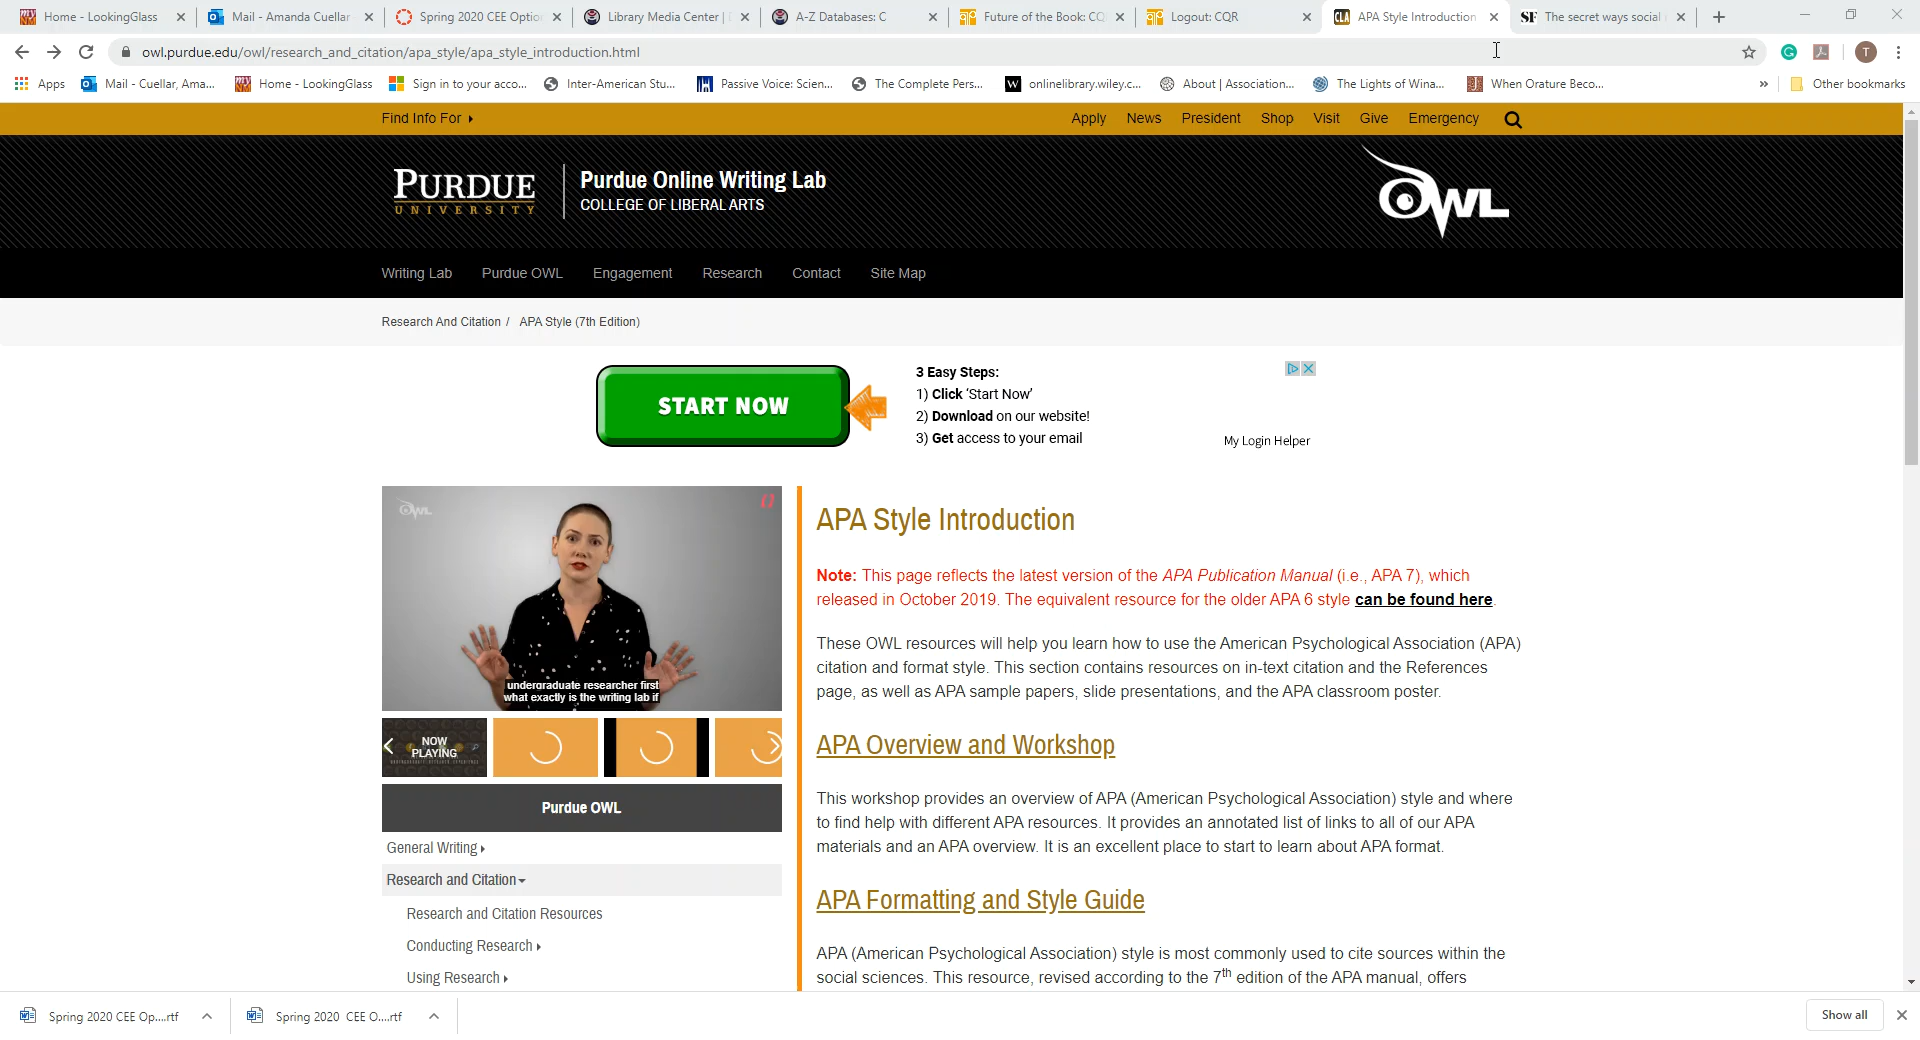 Home - LookingGlass
Mail - Amanda Cuellar
Spring 2020 CEE Optio
Library Media Center |
A-Z Databases: C
Future of the Book: CQ
Logout: CQR
APA Style Introduction
SF The secret ways social
owl.purdue.edu/owl/research_and_citation/apa_style/apa_style_introduction.html
T
Apps
Mail - Cuellar, Ama...
Home - LookingGlass
Sign in to your acco...
Inter-American Stu...
Passive Voice: Scien...
The Complete Pers...
W onlinelibrary.wiley.c...
About | Association...
The Lights of Wina...
When Orature Beco...
»
Other bookmarks
Find Info For
Apply News President Shop Visit Give Emergency
PURDUE
UNIVERSITY
Purdue Online Writing Lab
COLLEGE OF LIBERAL ARTS
OWL
Writing Lab Purdue OWL Engagement Research Contact Site Map
Research And Citation / APA Style (7th Edition)
START NOW
3 Easy Steps:
1) Click 'Start Now'
2) Download on our website!
3) Get access to your email
My Login Helper
OWL
undergraduate researcher first
what exactly is the writing lab if
NOW
PLAYING
Purdue OWL
General Writing
Research and Citation
Research and Citation Resources
Conducting Research
Using Research
APA Style Introduction
Note: This page reflects the latest version of the APA Publication Manual (i.e., APA 7), which
released in October 2019. The equivalent resource for the older APA 6 style can be found here.
These OWL resources will help you learn how to use the American Psychological Association (APA)
citation and format style. This section contains resources on in-text citation and the References
page, as well as APA sample papers, slide presentations, and the APA classroom poster.
APA Overview and Workshop
This workshop provides an overview of APA (American Psychological Association) style and where
to find help with different APA resources. It provides an annotated list of links to all of our APA
materials and an APA overview. It is an excellent place to start to learn about APA format.
APA Formatting and Style Guide
APA (American Psychological Association) style is most commonly used to cite sources within the
social sciences. This resource, revised according to the 7th edition of the APA manual, offers
Spring 2020 CEE Op....rtf
Spring 2020 CEE O....rtf
Show all